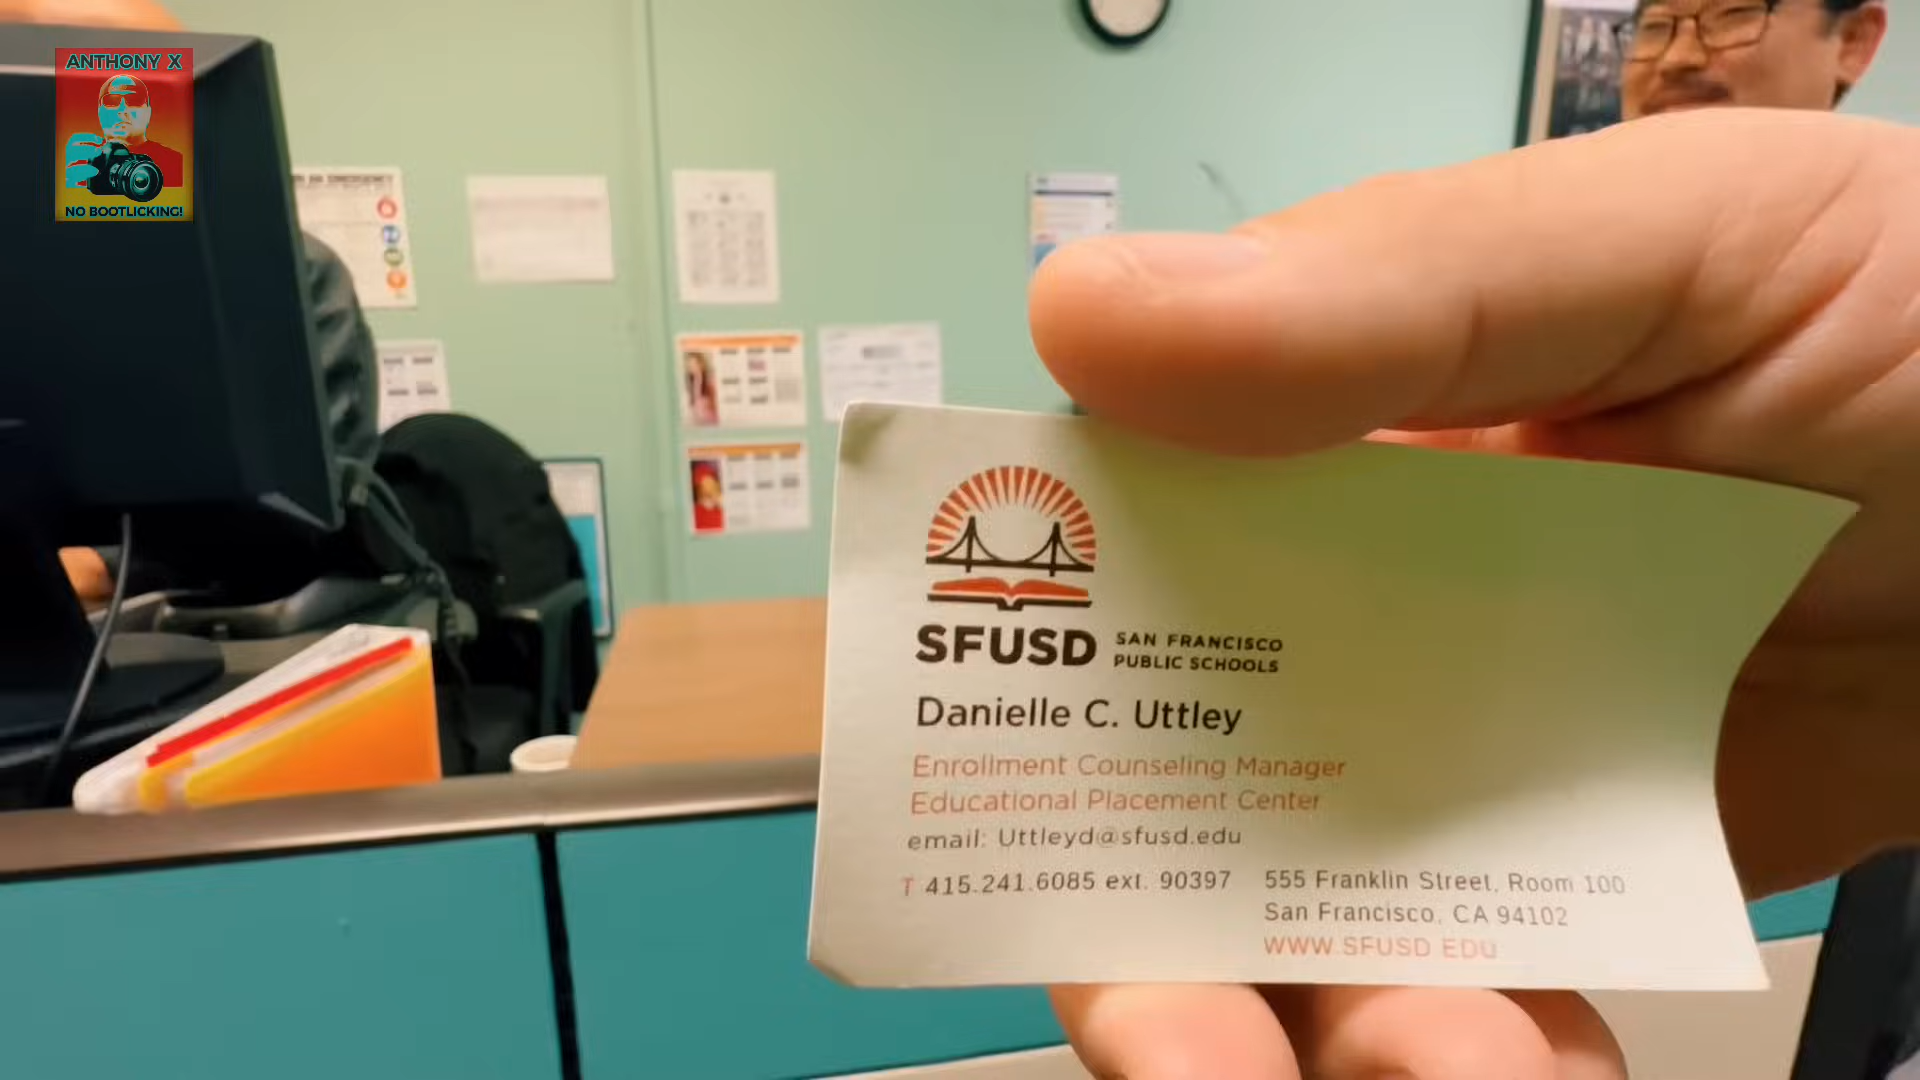 ANTHONY X
NO BOOTLICKING!
EMERGENCY
SFUSD
SAN FRANCISCO
PUBLIC SCHOOLS
Danielle C. Uttley
Enrollment Counseling Manager
Educational Placement Center
email: Uttleyd@sfusd.edu
T 415.241.6085 ext. 90397
555 Franklin Street, Room 100
San Francisco, CA 94102
WWW.SFUSD.EDU